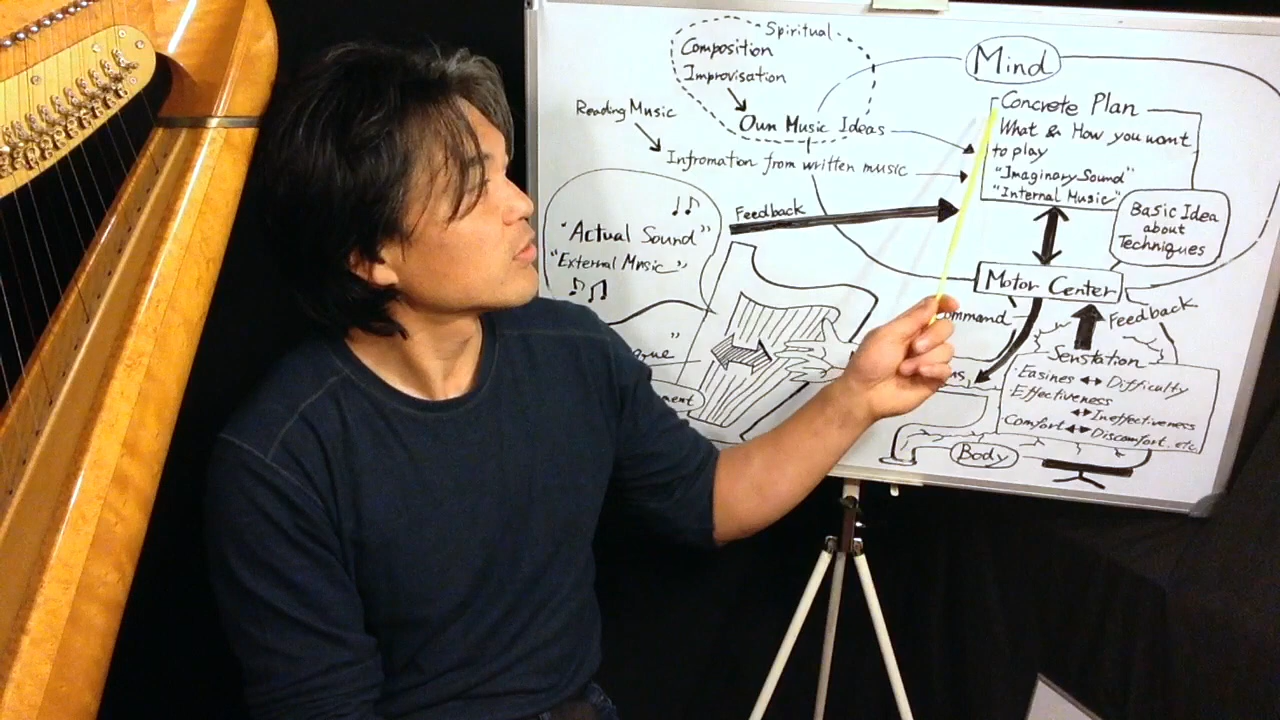 Spiritual
Composition
Improvisation
Mind
Reading Music
Own Music Ideas
Infromation from written music
Concrete Plan
What & How you want
to play
"Imaginary Sound"
"Internal Music"
Basic Idea
about
Techniques
Feedback
"Actual Sound"
"External Music"
Motor Center
Command
Feedback
Senstation
·Easines ↔ Difficulty
·Effectiveness
↔ Ineffectiveness
Comfort ↔ Discomfort. etc.
Body